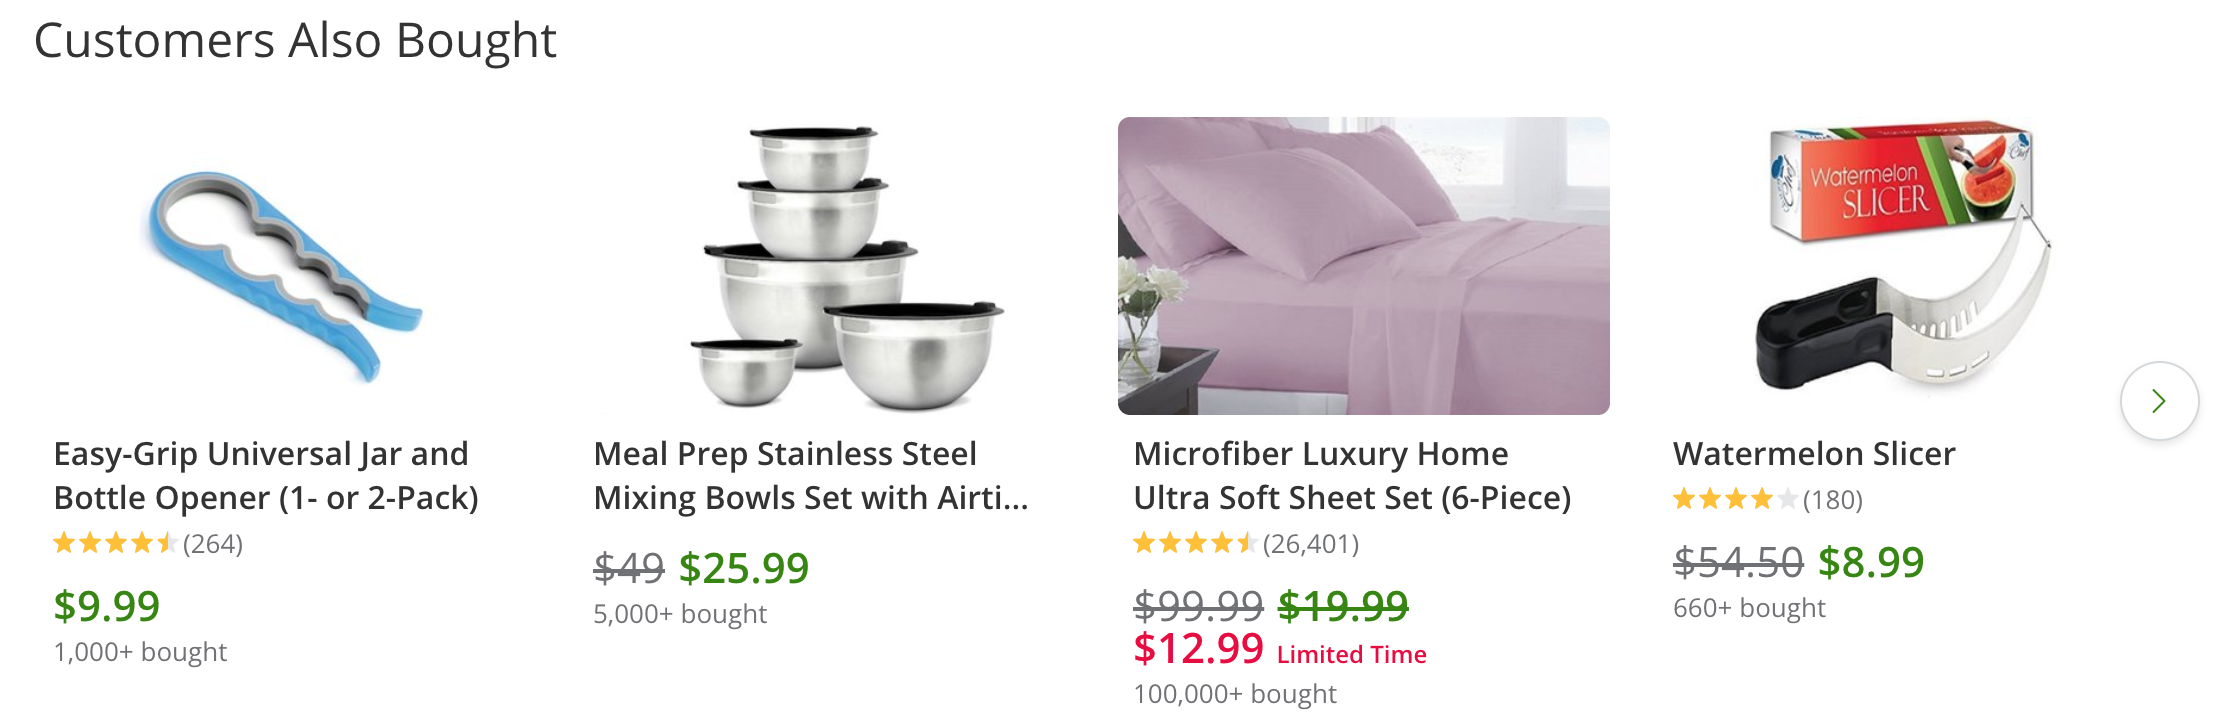 Customers Also Bought
Watermelon
SLICER
Chef
Easy-Grip Universal Jar and
Bottle Opener (1- or 2-Pack)
(264)
$9.99
1,000+ bought
Meal Prep Stainless Steel
Mixing Bowls Set with Airti...
$49 $25.99
5,000+ bought
Microfiber Luxury Home
Ultra Soft Sheet Set (6-Piece)
(26,401)
$99.99 $19.99
$12.99 Limited Time
100,000+ bought
Watermelon Slicer
(180)
$54.50 $8.99
660+ bought